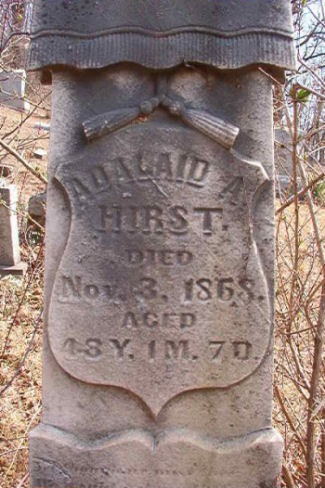 ADALAID A.
HIRST.
DIED
Nov. 3. 1868.
AGED
48Y. 1M. 7D.